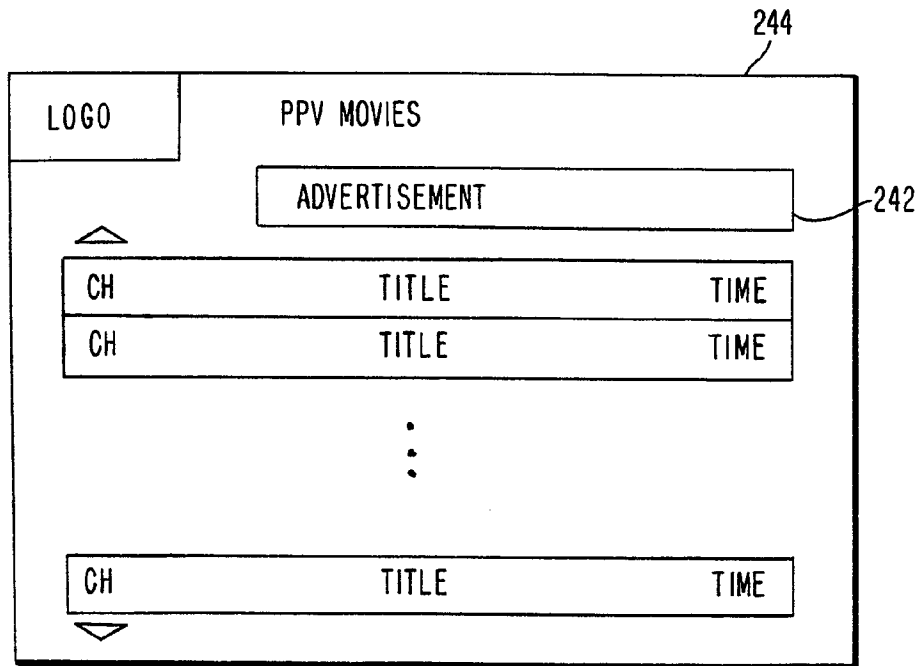 244
LOGO
PPV MOVIES
ADVERTISEMENT
242
CH TITLE TIME
CH TITLE TIME
CH TITLE TIME